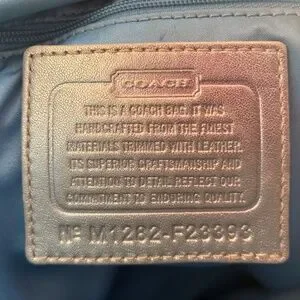 COACH
THIS IS A COACH BAG. IT WAS
HANDCRAFTED FROM THE FINEST
MATERIALS TRIMMED WITH LEATHER.
ITS SUPERIOR CRAFTSMANSHIP AND
ATTENTION TO DETAIL REFLECT OUR
COMMITMENT TO ENDURING QUALITY.
Nº M1282-F23393